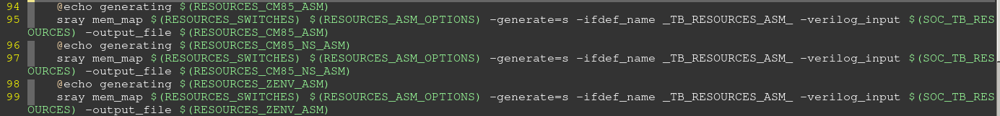 94 @echo generating $(RESOURCES_CM85_ASM)
95 sray mem_map $(RESOURCES_SWITCHES) $(RESOURCES_ASM_OPTIONS) -generate=s -ifdef_name _TB_RESOURCES_ASM_ -verilog_input $(SOC_TB_RES
OURCES) -output_file $(RESOURCES_CM85_ASM)
96 @echo generating $(RESOURCES_CM85_NS_ASM)
97 sray mem_map $(RESOURCES_SWITCHES) $(RESOURCES_ASM_OPTIONS) -generate=s -ifdef_name _TB_RESOURCES_ASM_ -verilog_input $(SOC_TB_RES
OURCES) -output_file $(RESOURCES_CM85_NS_ASM)
98 @echo generating $(RESOURCES_ZENV_ASM)
99 sray mem_map $(RESOURCES_SWITCHES) $(RESOURCES_ASM_OPTIONS) -generate=s -ifdef_name _TB_RESOURCES_ASM_ -verilog_input $(SOC_TB_RES
OURCES) -output_file $(RESOURCES_ZENV_ASM)